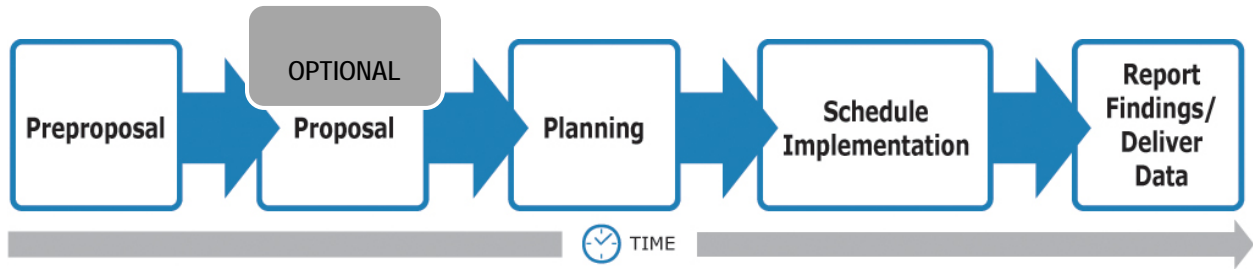 OPTIONAL
Preproposal
Proposal
Planning
Schedule
Implementation
Report
Findings/
Deliver
Data
TIME